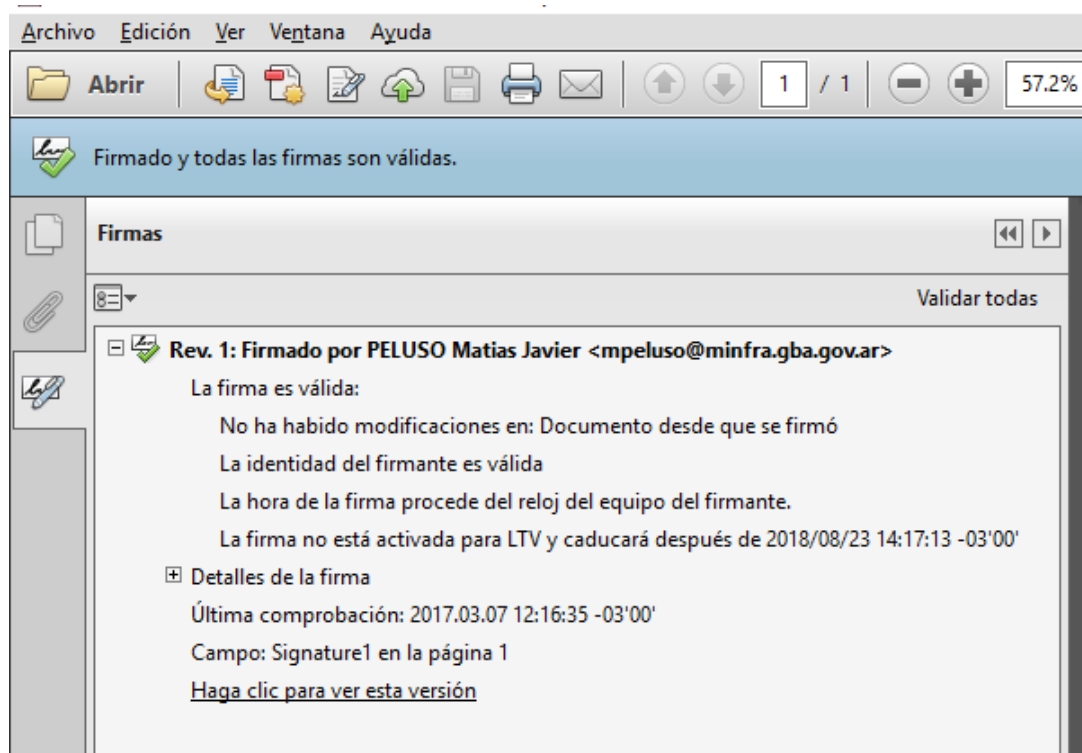 Archivo Edición Ver Ventana Ayuda
Abrir 1 / 1 57.2%
Firmado y todas las firmas son válidas.
Firmas
Validar todas
Rev. 1: Firmado por PELUSO Matias Javier <mpeluso@minfra.gba.gov.ar>
La firma es válida:
No ha habido modificaciones en: Documento desde que se firmó
La identidad del firmante es válida
La hora de la firma procede del reloj del equipo del firmante.
La firma no está activada para LTV y caducará después de 2018/08/23 14:17:13 -03'00'
Detalles de la firma
Última comprobación: 2017.03.07 12:16:35 -03'00'
Campo: Signature1 en la página 1
Haga clic para ver esta versión